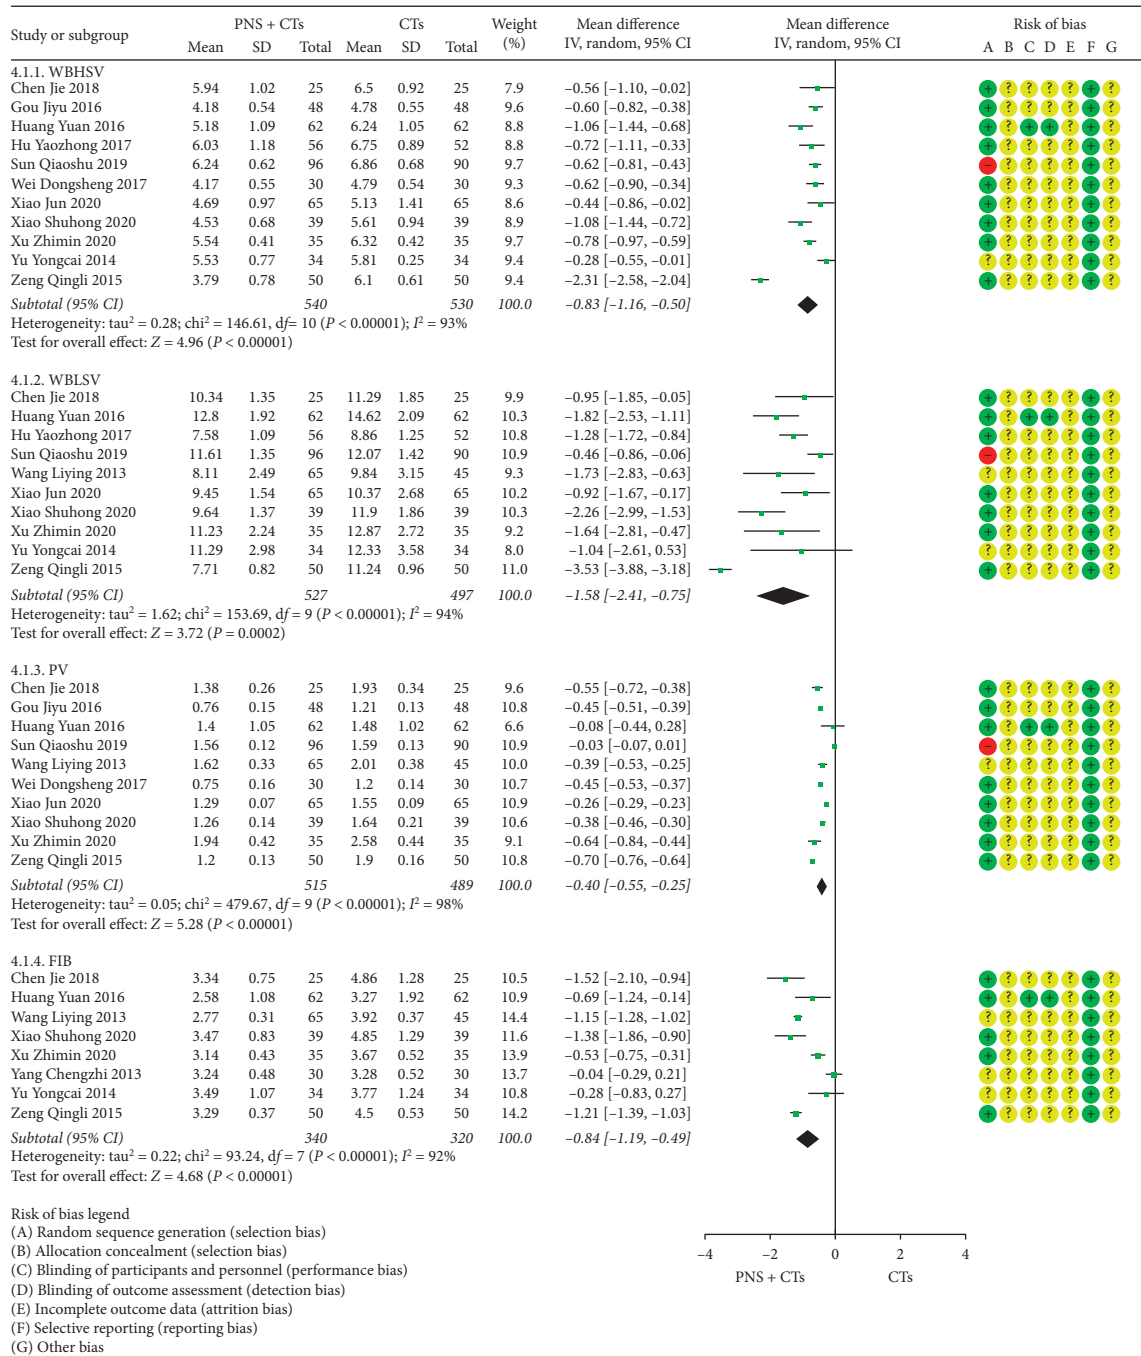 Study or subgroup PNS + CTs CTs Weight (%) Mean difference IV, random, 95% CI Mean difference IV, random, 95% CI Risk of bias
Mean SD Total Mean SD Total A B C D E F G
4.1.1. WBHSV
Chen Jie 2018 5.94 1.02 25 6.5 0.92 25 7.9 –0.56 [–1.10, –0.02] + ? ? ? ? + ?
Gou Jiyu 2016 4.18 0.54 48 4.78 0.55 48 9.6 –0.60 [–0.82, –0.38] + ? ? ? ? + ?
Huang Yuan 2016 5.18 1.09 62 6.24 1.05 62 8.8 –1.06 [–1.44, –0.68] + ? + + ? + ?
Hu Yaozhong 2017 6.03 1.18 56 6.75 0.89 52 8.8 –0.72 [–1.11, –0.33] + ? ? ? ? + ?
Sun Qiaoshu 2019 6.24 0.62 96 6.86 0.68 90 9.7 –0.62 [–0.81, –0.43] – ? ? ? ? + ?
Wei Dongsheng 2017 4.17 0.55 30 4.79 0.54 30 9.3 –0.62 [–0.90, –0.34] + ? ? ? ? + ?
Xiao Jun 2020 4.69 0.97 65 5.13 1.41 65 8.6 –0.44 [–0.86, –0.02] + ? ? ? ? + ?
Xiao Shuhong 2020 4.53 0.68 39 5.61 0.94 39 8.9 –1.08 [–1.44, –0.72] + ? ? ? ? + ?
Xu Zhimin 2020 5.54 0.41 35 6.32 0.42 35 9.7 –0.78 [–0.97, –0.59] + ? ? ? ? + ?
Yu Yongcai 2014 5.53 0.77 34 5.81 0.25 34 9.4 –0.28 [–0.55, –0.01] ? ? ? ? ? + ?
Zeng Qingli 2015 3.79 0.78 50 6.1 0.61 50 9.4 –2.31 [–2.58, –2.04] + ? ? ? ? + ?
Subtotal (95% CI) 540 530 100.0 –0.83 [–1.16, –0.50]
Heterogeneity: tau² = 0.28; chi² = 146.61, df= 10 (P < 0.00001); I² = 93%
Test for overall effect: Z = 4.96 (P < 0.00001)
4.1.2. WBLSV
Chen Jie 2018 10.34 1.35 25 11.29 1.85 25 9.9 –0.95 [–1.85, –0.05] + ? ? ? ? + ?
Huang Yuan 2016 12.8 1.92 62 14.62 2.09 62 10.3 –1.82 [–2.53, –1.11] + ? + + ? + ?
Hu Yaozhong 2017 7.58 1.09 56 8.86 1.25 52 10.8 –1.28 [–1.72, –0.84] + ? ? ? ? + ?
Sun Qiaoshu 2019 11.61 1.35 96 12.07 1.42 90 10.9 –0.46 [–0.86, –0.06] – ? ? ? ? + ?
Wang Liying 2013 8.11 2.49 65 9.84 3.15 45 9.3 –1.73 [–2.83, –0.63] ? ? ? ? ? + ?
Xiao Jun 2020 9.45 1.54 65 10.37 2.68 65 10.2 –0.92 [–1.67, –0.17] + ? ? ? ? + ?
Xiao Shuhong 2020 9.64 1.37 39 11.9 1.86 39 10.3 –2.26 [–2.99, –1.53] + ? ? ? ? + ?
Xu Zhimin 2020 11.23 2.24 35 12.87 2.72 35 9.2 –1.64 [–2.81, –0.47] + ? ? ? ? + ?
Yu Yongcai 2014 11.29 2.98 34 12.33 3.58 34 8.0 –1.04 [–2.61, 0.53] ? ? ? ? ? + ?
Zeng Qingli 2015 7.71 0.82 50 11.24 0.96 50 11.0 –3.53 [–3.88, –3.18] + ? ? ? ? + ?
Subtotal (95% CI) 527 497 100.0 –1.58 [–2.41, –0.75]
Heterogeneity: tau² = 1.62; chi² = 153.69, df = 9 (P < 0.00001); I² = 94%
Test for overall effect: Z = 3.72 (P = 0.0002)
4.1.3. PV
Chen Jie 2018 1.38 0.26 25 1.93 0.34 25 9.6 –0.55 [–0.72, –0.38] + ? ? ? ? + ?
Gou Jiyu 2016 0.76 0.15 48 1.21 0.13 48 10.8 –0.45 [–0.51, –0.39] + ? ? ? ? + ?
Huang Yuan 2016 1.4 1.05 62 1.48 1.02 62 6.6 –0.08 [–0.44, 0.28] + ? + + ? + ?
Sun Qiaoshu 2019 1.56 0.12 96 1.59 0.13 90 10.9 –0.03 [–0.07, 0.01] – ? ? ? ? + ?
Wang Liying 2013 1.62 0.33 65 2.01 0.38 45 10.0 –0.39 [–0.53, –0.25] ? ? ? ? ? + ?
Wei Dongsheng 2017 0.75 0.16 30 1.2 0.14 30 10.7 –0.45 [–0.53, –0.37] + ? ? ? ? + ?
Xiao Jun 2020 1.29 0.07 65 1.55 0.09 65 10.9 –0.26 [–0.29, –0.23] + ? ? ? ? + ?
Xiao Shuhong 2020 1.26 0.14 39 1.64 0.21 39 10.6 –0.38 [–0.46, –0.30] + ? ? ? ? + ?
Xu Zhimin 2020 1.94 0.42 35 2.58 0.44 35 9.1 –0.64 [–0.84, –0.44] + ? ? ? ? + ?
Zeng Qingli 2015 1.2 0.13 50 1.9 0.16 50 10.8 –0.70 [–0.76, –0.64] + ? ? ? ? + ?
Subtotal (95% CI) 515 489 100.0 –0.40 [–0.55, –0.25]
Heterogeneity: tau² = 0.05; chi² = 479.67, df = 9 (P < 0.00001); I² = 98%
Test for overall effect: Z = 5.28 (P < 0.00001)
4.1.4. FIB
Chen Jie 2018 3.34 0.75 25 4.86 1.28 25 10.5 –1.52 [–2.10, –0.94] + ? ? ? ? + ?
Huang Yuan 2016 2.58 1.08 62 3.27 1.92 62 10.9 –0.69 [–1.24, –0.14] + ? + + ? + ?
Wang Liying 2013 2.77 0.31 65 3.92 0.37 45 14.4 –1.15 [–1.28, –1.02] ? ? ? ? ? + ?
Xiao Shuhong 2020 3.47 0.83 39 4.85 1.29 39 11.6 –1.38 [–1.86, –0.90] + ? ? ? ? + ?
Xu Zhimin 2020 3.14 0.43 35 3.67 0.52 35 13.9 –0.53 [–0.75, –0.31] + ? ? ? ? + ?
Yang Chengzhi 2013 3.24 0.48 30 3.28 0.52 30 13.7 –0.04 [–0.29, 0.21] ? ? ? ? ? + ?
Yu Yongcai 2014 3.49 1.07 34 3.77 1.24 34 10.8 –0.28 [–0.83, 0.27] ? ? ? ? ? + ?
Zeng Qingli 2015 3.29 0.37 50 4.5 0.53 50 14.2 –1.21 [–1.39, –1.03] + ? ? ? ? + ?
Subtotal (95% CI) 340 320 100.0 –0.84 [–1.19, –0.49]
Heterogeneity: tau² = 0.22; chi² = 93.24, df = 7 (P < 0.00001); I² = 92%
Test for overall effect: Z = 4.68 (P < 0.00001)
–4 –2 0 2 4
PNS + CTs CTs
Risk of bias legend
(A) Random sequence generation (selection bias)
(B) Allocation concealment (selection bias)
(C) Blinding of participants and personnel (performance bias)
(D) Blinding of outcome assessment (detection bias)
(E) Incomplete outcome data (attrition bias)
(F) Selective reporting (reporting bias)
(G) Other bias